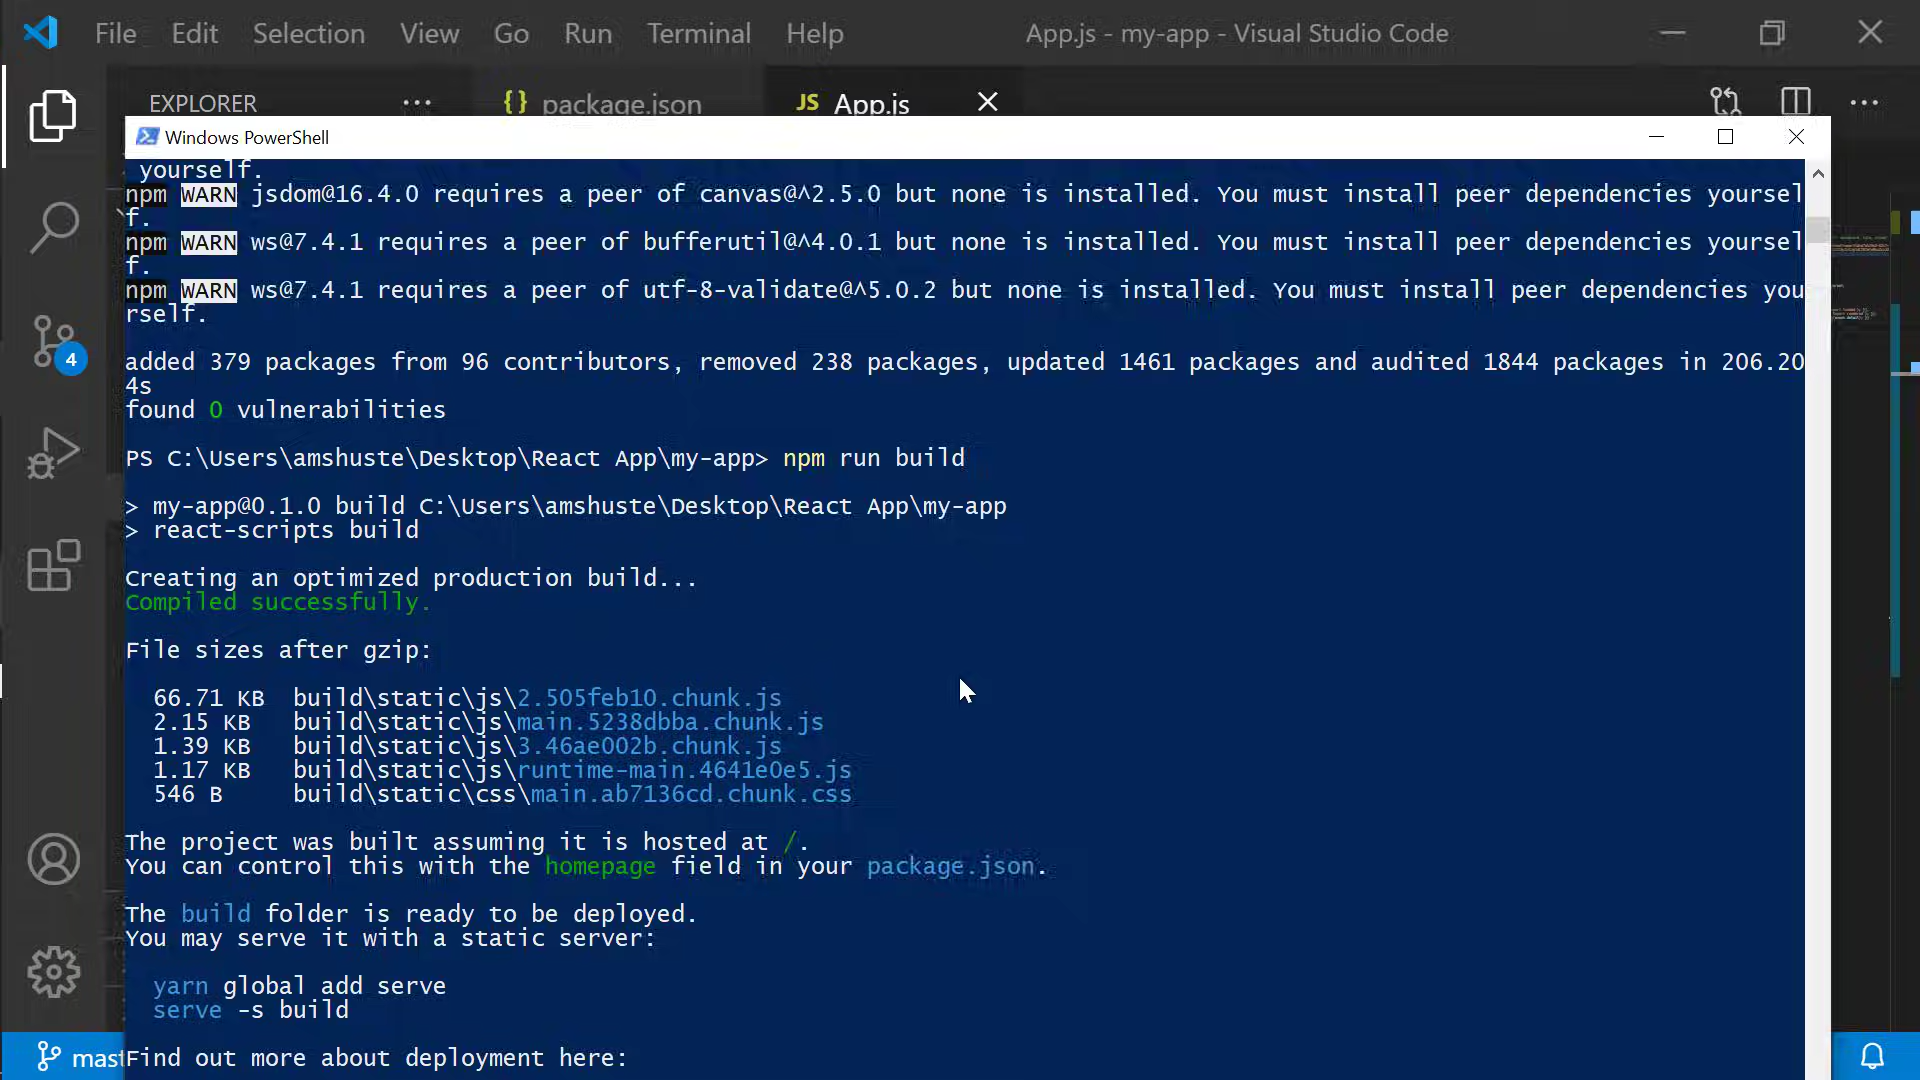 File Edit Selection View Go Run Terminal Help App.js - my-app - Visual Studio Code
EXPLORER ... {} package.json JS App.js
Windows PowerShell
yourself.
npm WARN jsdom@16.4.0 requires a peer of canvas@^2.5.0 but none is installed. You must install peer dependencies yoursel
f.
npm WARN ws@7.4.1 requires a peer of bufferutil@^4.0.1 but none is installed. You must install peer dependencies yoursel
f.
npm WARN ws@7.4.1 requires a peer of utf-8-validate@^5.0.2 but none is installed. You must install peer dependencies you
rself.
added 379 packages from 96 contributors, removed 238 packages, updated 1461 packages and audited 1844 packages in 206.20
4s
found 0 vulnerabilities
PS C:\Users\amshuste\Desktop\React App\my-app> npm run build
> my-app@0.1.0 build C:\Users\amshuste\Desktop\React App\my-app
> react-scripts build
Creating an optimized production build...
Compiled successfully.
File sizes after gzip:
66.71 KB build\static\js\2.505feb10.chunk.js
2.15 KB build\static\js\main.5238dbba.chunk.js
1.39 KB build\static\js\3.46ae002b.chunk.js
1.17 KB build\static\js\runtime-main.4641e0e5.js
546 B build\static\css\main.ab7136cd.chunk.css
The project was built assuming it is hosted at /.
You can control this with the homepage field in your package.json.
The build folder is ready to be deployed.
You may serve it with a static server:
yarn global add serve
serve -s build
Find out more about deployment here:
4
mast